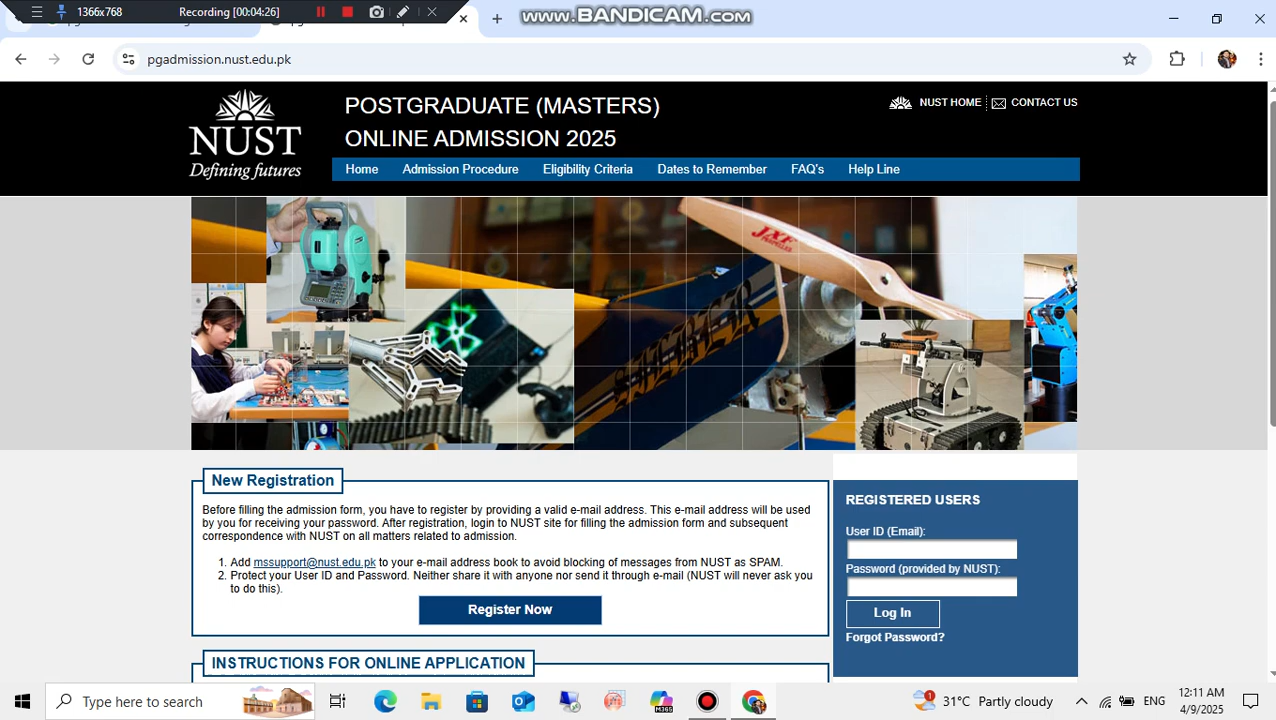 1366x768 Recording [00:04:26]
www.BANDICAM.com
pgadmission.nust.edu.pk
NUST
Defining futures
POSTGRADUATE (MASTERS)
ONLINE ADMISSION 2025
NUST HOME CONTACT US
Home Admission Procedure Eligibility Criteria Dates to Remember FAQ's Help Line
JXF
PROPELLER
New Registration
Before filling the admission form, you have to register by providing a valid e-mail address. This e-mail address will be used
by you for receiving your password. After registration, login to NUST site for filling the admission form and subsequent
correspondence with NUST on all matters related to admission.
1. Add mssupport@nust.edu.pk to your e-mail address book to avoid blocking of messages from NUST as SPAM.
2. Protect your User ID and Password. Neither share it with anyone nor send it through e-mail (NUST will never ask you
to do this).
Register Now
INSTRUCTIONS FOR ONLINE APPLICATION
REGISTERED USERS
User ID (Email):
Password (provided by NUST):
Log In
Forgot Password?
Type here to search
M365
1
31°C Partly cloudy
ENG
12:11 AM
4/9/2025